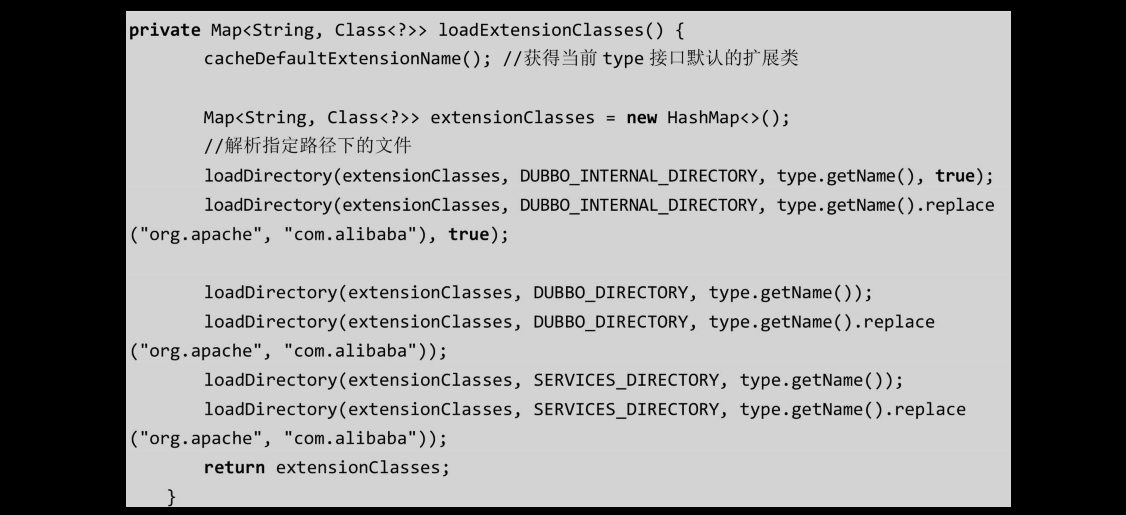 private Map<String, Class<?>> loadExtensionClasses() {
cacheDefaultExtensionName(); //获得当前 type 接口默认的扩展类
Map<String, Class<?>> extensionClasses = new HashMap<>();
//解析指定路径下的文件
loadDirectory(extensionClasses, DUBBO_INTERNAL_DIRECTORY, type.getName(), true);
loadDirectory(extensionClasses, DUBBO_INTERNAL_DIRECTORY, type.getName().replace
("org.apache", "com.alibaba"), true);
loadDirectory(extensionClasses, DUBBO_DIRECTORY, type.getName());
loadDirectory(extensionClasses, DUBBO_DIRECTORY, type.getName().replace
("org.apache", "com.alibaba"));
loadDirectory(extensionClasses, SERVICES_DIRECTORY, type.getName());
loadDirectory(extensionClasses, SERVICES_DIRECTORY, type.getName().replace
("org.apache", "com.alibaba"));
return extensionClasses;
}